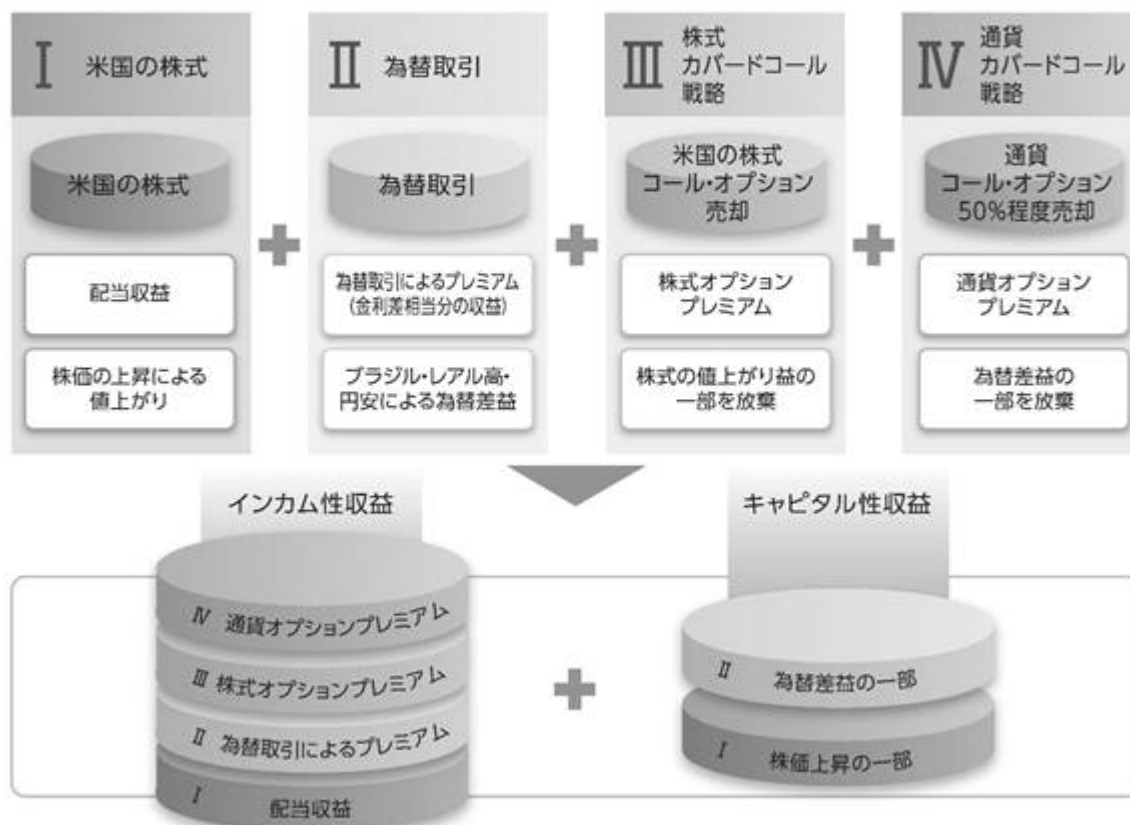 Ⅰ 米国の株式
Ⅱ 為替取引
Ⅲ 株式
カバードコール
戦略
Ⅳ 通貨
カバードコール
戦略
米国の株式
配当収益
株価の上昇による
値上がり
為替取引
為替取引によるプレミアム
(金利差相当分の収益)
ブラジル・レアル高・
円安による為替差益
米国の株式
コール・オプション
売却
株式オプション
プレミアム
株式の値上がり益の
一部を放棄
通貨
コール・オプション
50%程度売却
通貨オプション
プレミアム
為替差益の
一部を放棄
インカム性収益
Ⅳ 通貨オプションプレミアム
Ⅲ 株式オプションプレミアム
Ⅱ 為替取引によるプレミアム
Ⅰ 配当収益
キャピタル性収益
Ⅱ 為替差益の一部
Ⅰ 株価上昇の一部